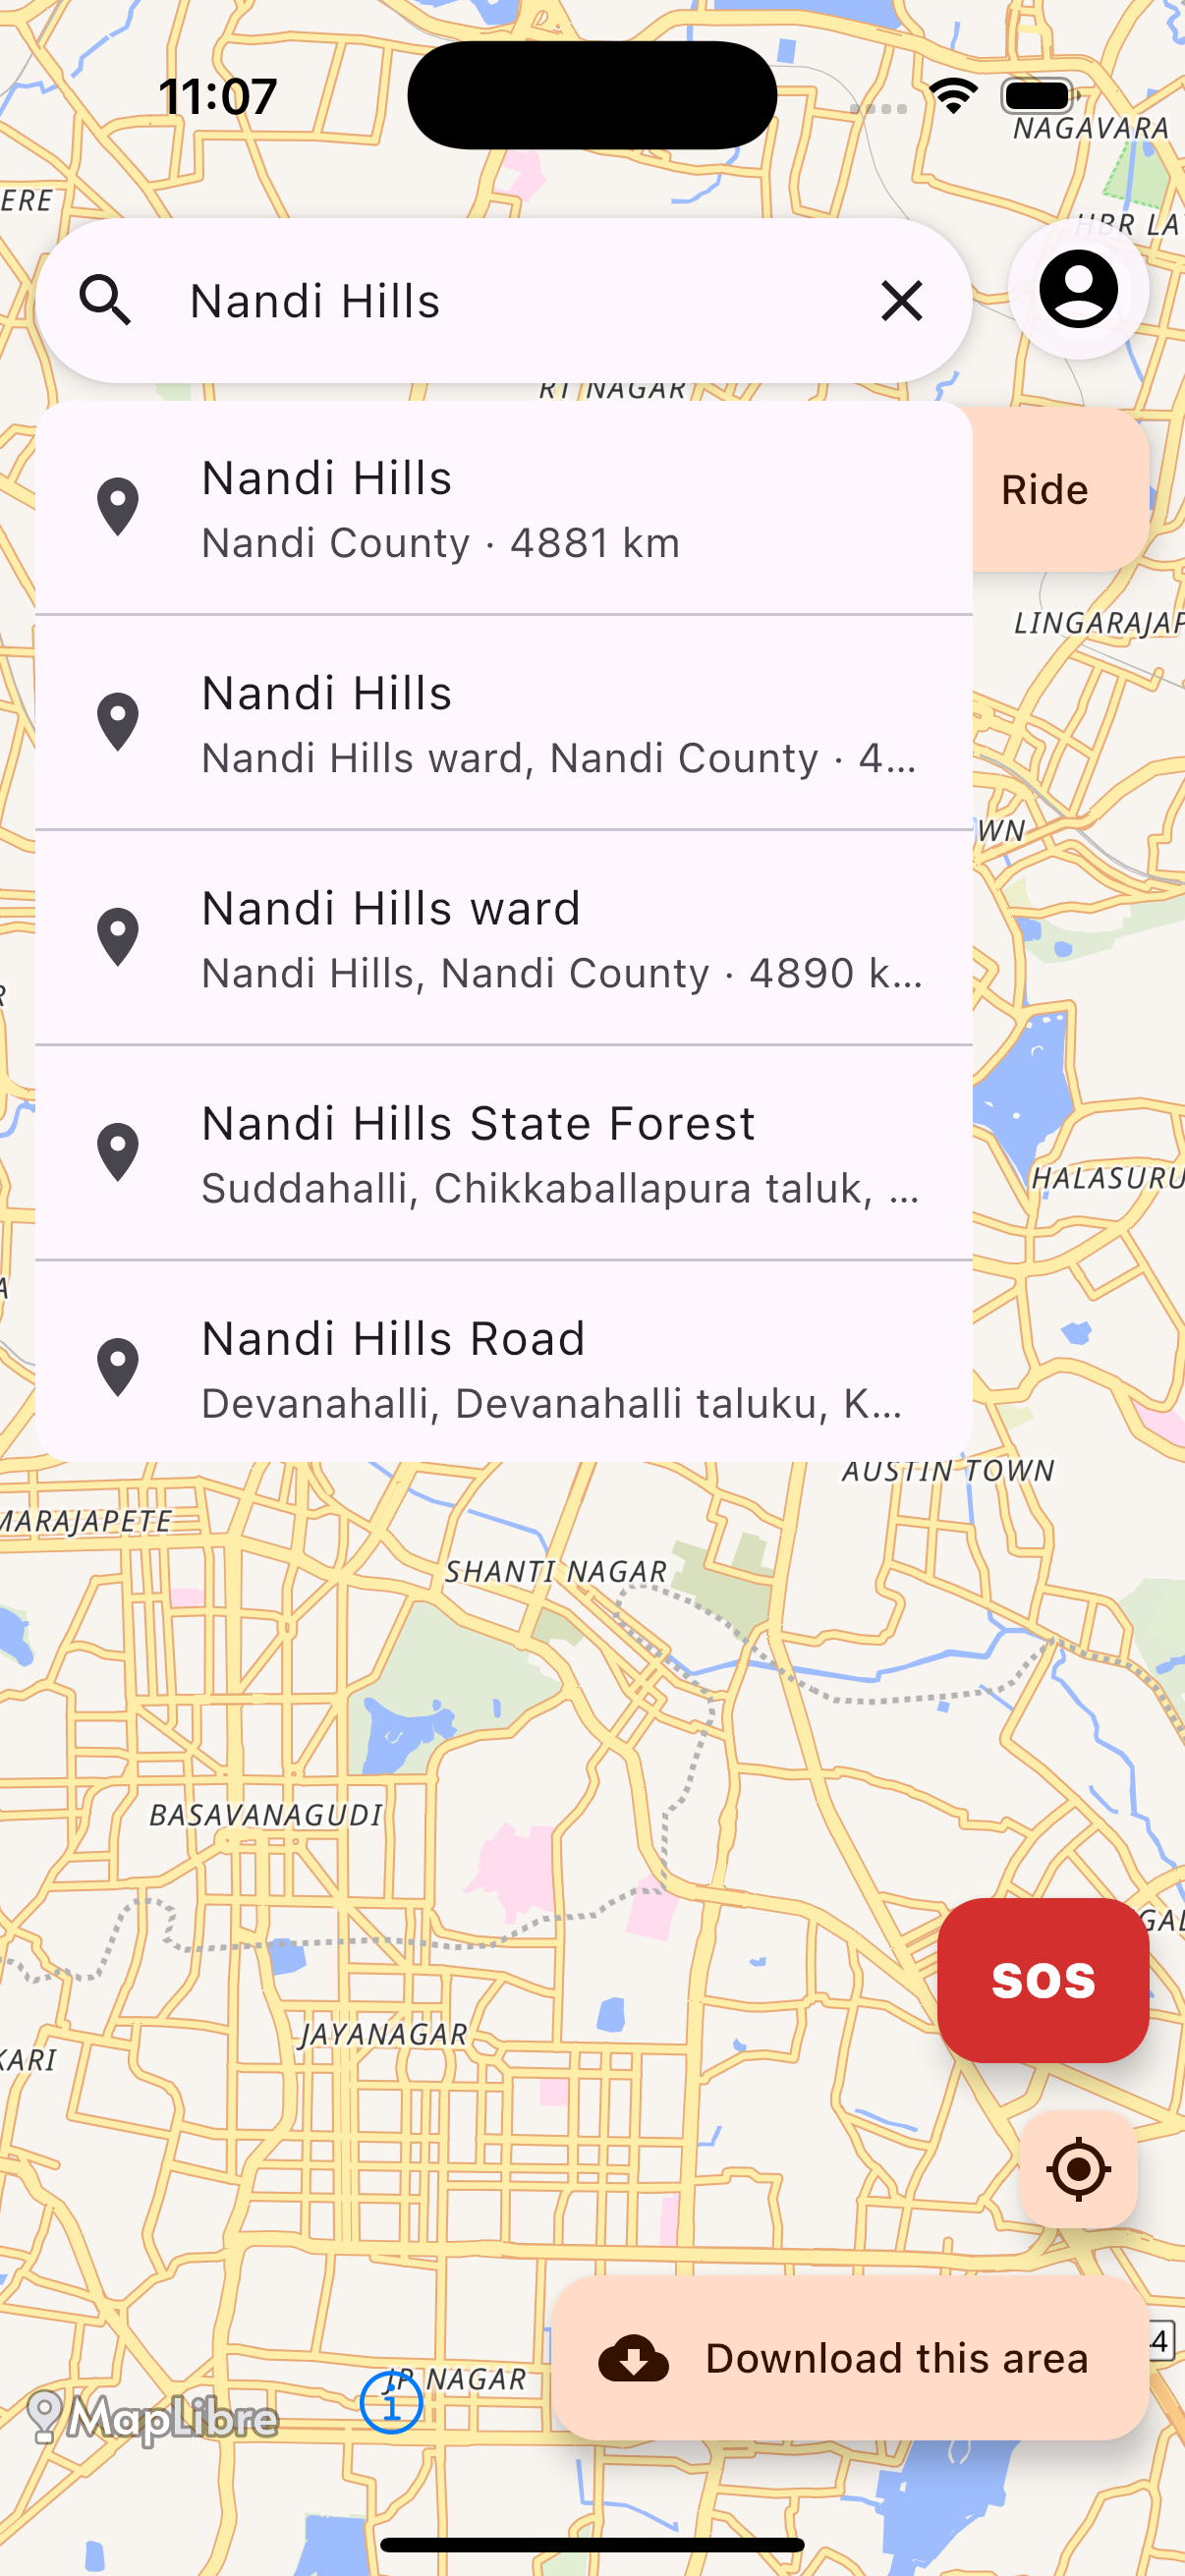 11:07
NAGAVARA
ERE
HBR LA
Nandi Hills
RT NAGAR
Nandi Hills
Nandi County · 4881 km
Ride
LINGARAJAP
Nandi Hills
Nandi Hills ward, Nandi County · 4...
WN
Nandi Hills ward
Nandi Hills, Nandi County · 4890 k...
Nandi Hills State Forest
Suddahalli, Chikkaballapura taluk, ...
HALASURU
Nandi Hills Road
Devanahalli, Devanahalli taluku, K...
AUSTIN TOWN
MARAJAPETE
SHANTI NAGAR
BASAVANAGUDI
GAL
SOS
JAYANAGAR
KARI
Download this area
4
JP NAGAR
MapLibre